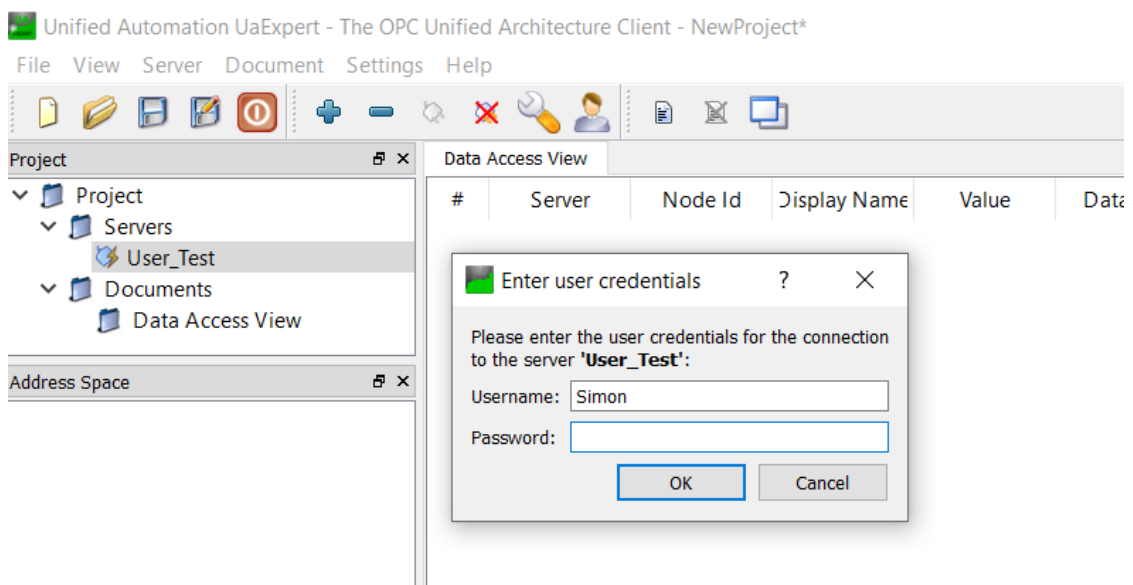 Unified Automation UaExpert - The OPC Unified Architecture Client - NewProject*
File View Server Document Settings Help
Project
Data Access View
Project
Servers
User_Test
Documents
Data Access View
# Server Node Id Display Name Value Data
Enter user credentials ?
Please enter the user credentials for the connection
to the server 'User_Test':
Username: Simon
Password:
OK Cancel
Address Space